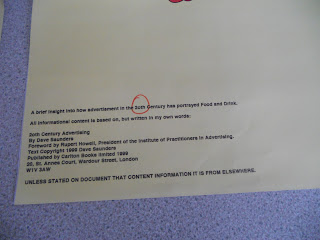 A brief insight into how advertisment in the 20th Century has portrayed Food and Drink.
All informational content is based on, but written in my own words:
20th Century Advertising
By Dave Saunders
Foreword by Rupert Howell, President of the Institute of Practitioners in Advertising.
Text Copyright 1999 Dave Saunders
Published by Carlton Books limited 1999
20, St. Annes Court, Wardour Street, London
W1V 3AW
UNLESS STATED ON DOCUMENT THAT CONTENT INFORMATION IT IS FROM ELSEWHERE.